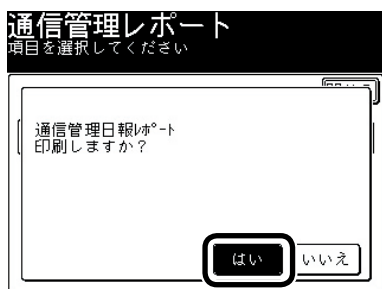 通信管理レポート
項目を選択してください
通信管理日報ﾚﾎﾟｰﾄ
印刷しますか？
はい
いいえ